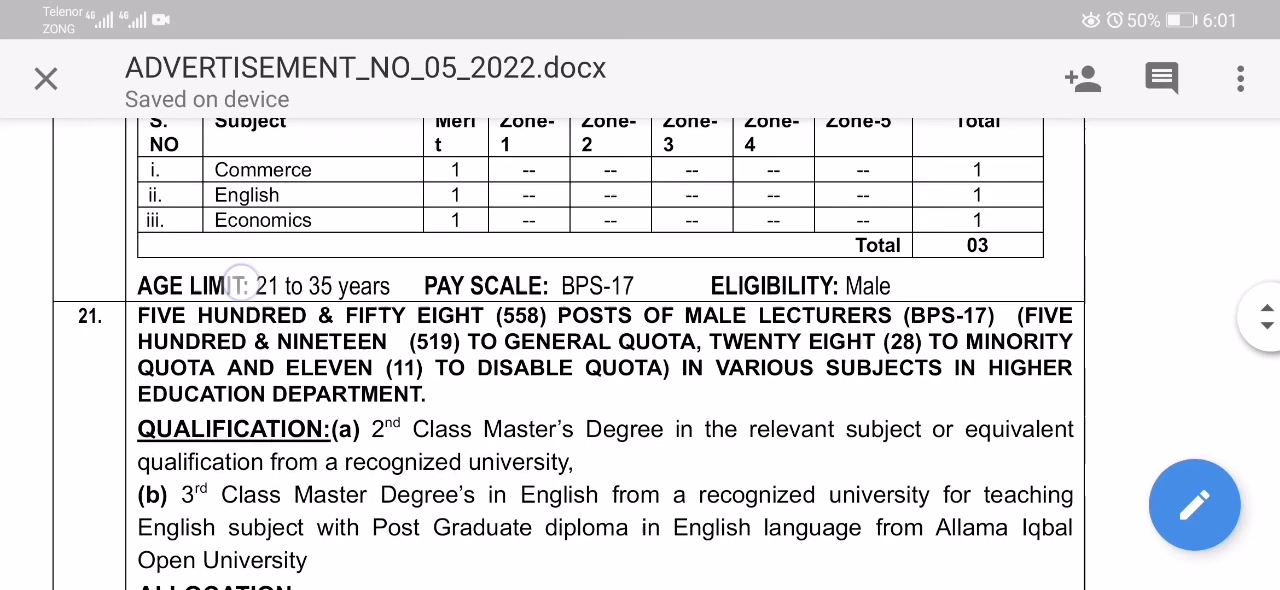 Telenor 4G 4G 50% 6:01
ZONG
ADVERTISEMENT_NO_05_2022.docx
Saved on device
S. Subject Meri Zone- Zone- Zone- Zone- Zone-5 Total
NO t 1 2 3 4
i. Commerce 1 -- -- -- -- -- 1
ii. English 1 -- -- -- -- -- 1
iii. Economics 1 -- -- -- -- -- 1
Total 03
AGE LIMIT: 21 to 35 years PAY SCALE: BPS-17 ELIGIBILITY: Male
21. FIVE HUNDRED & FIFTY EIGHT (558) POSTS OF MALE LECTURERS (BPS-17) (FIVE
HUNDRED & NINETEEN (519) TO GENERAL QUOTA, TWENTY EIGHT (28) TO MINORITY
QUOTA AND ELEVEN (11) TO DISABLE QUOTA) IN VARIOUS SUBJECTS IN HIGHER
EDUCATION DEPARTMENT.
QUALIFICATION:(a) 2nd Class Master’s Degree in the relevant subject or equivalent
qualification from a recognized university,
(b) 3rd Class Master Degree’s in English from a recognized university for teaching
English subject with Post Graduate diploma in English language from Allama Iqbal
Open University
ALLOCATION